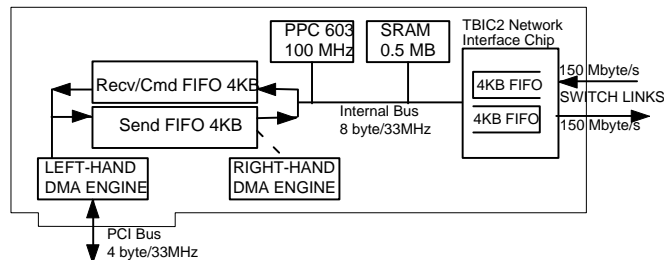 PPC 603
100 MHz
SRAM
0.5 MB
TBIC2 Network
Interface Chip
Recv/Cmd FIFO 4KB
Send FIFO 4KB
Internal Bus
8 byte/33MHz
4KB FIFO
4KB FIFO
150 Mbyte/s
SWITCH LINKS
150 Mbyte/s
LEFT-HAND
DMA ENGINE
RIGHT-HAND
DMA ENGINE
PCI Bus
4 byte/33MHz